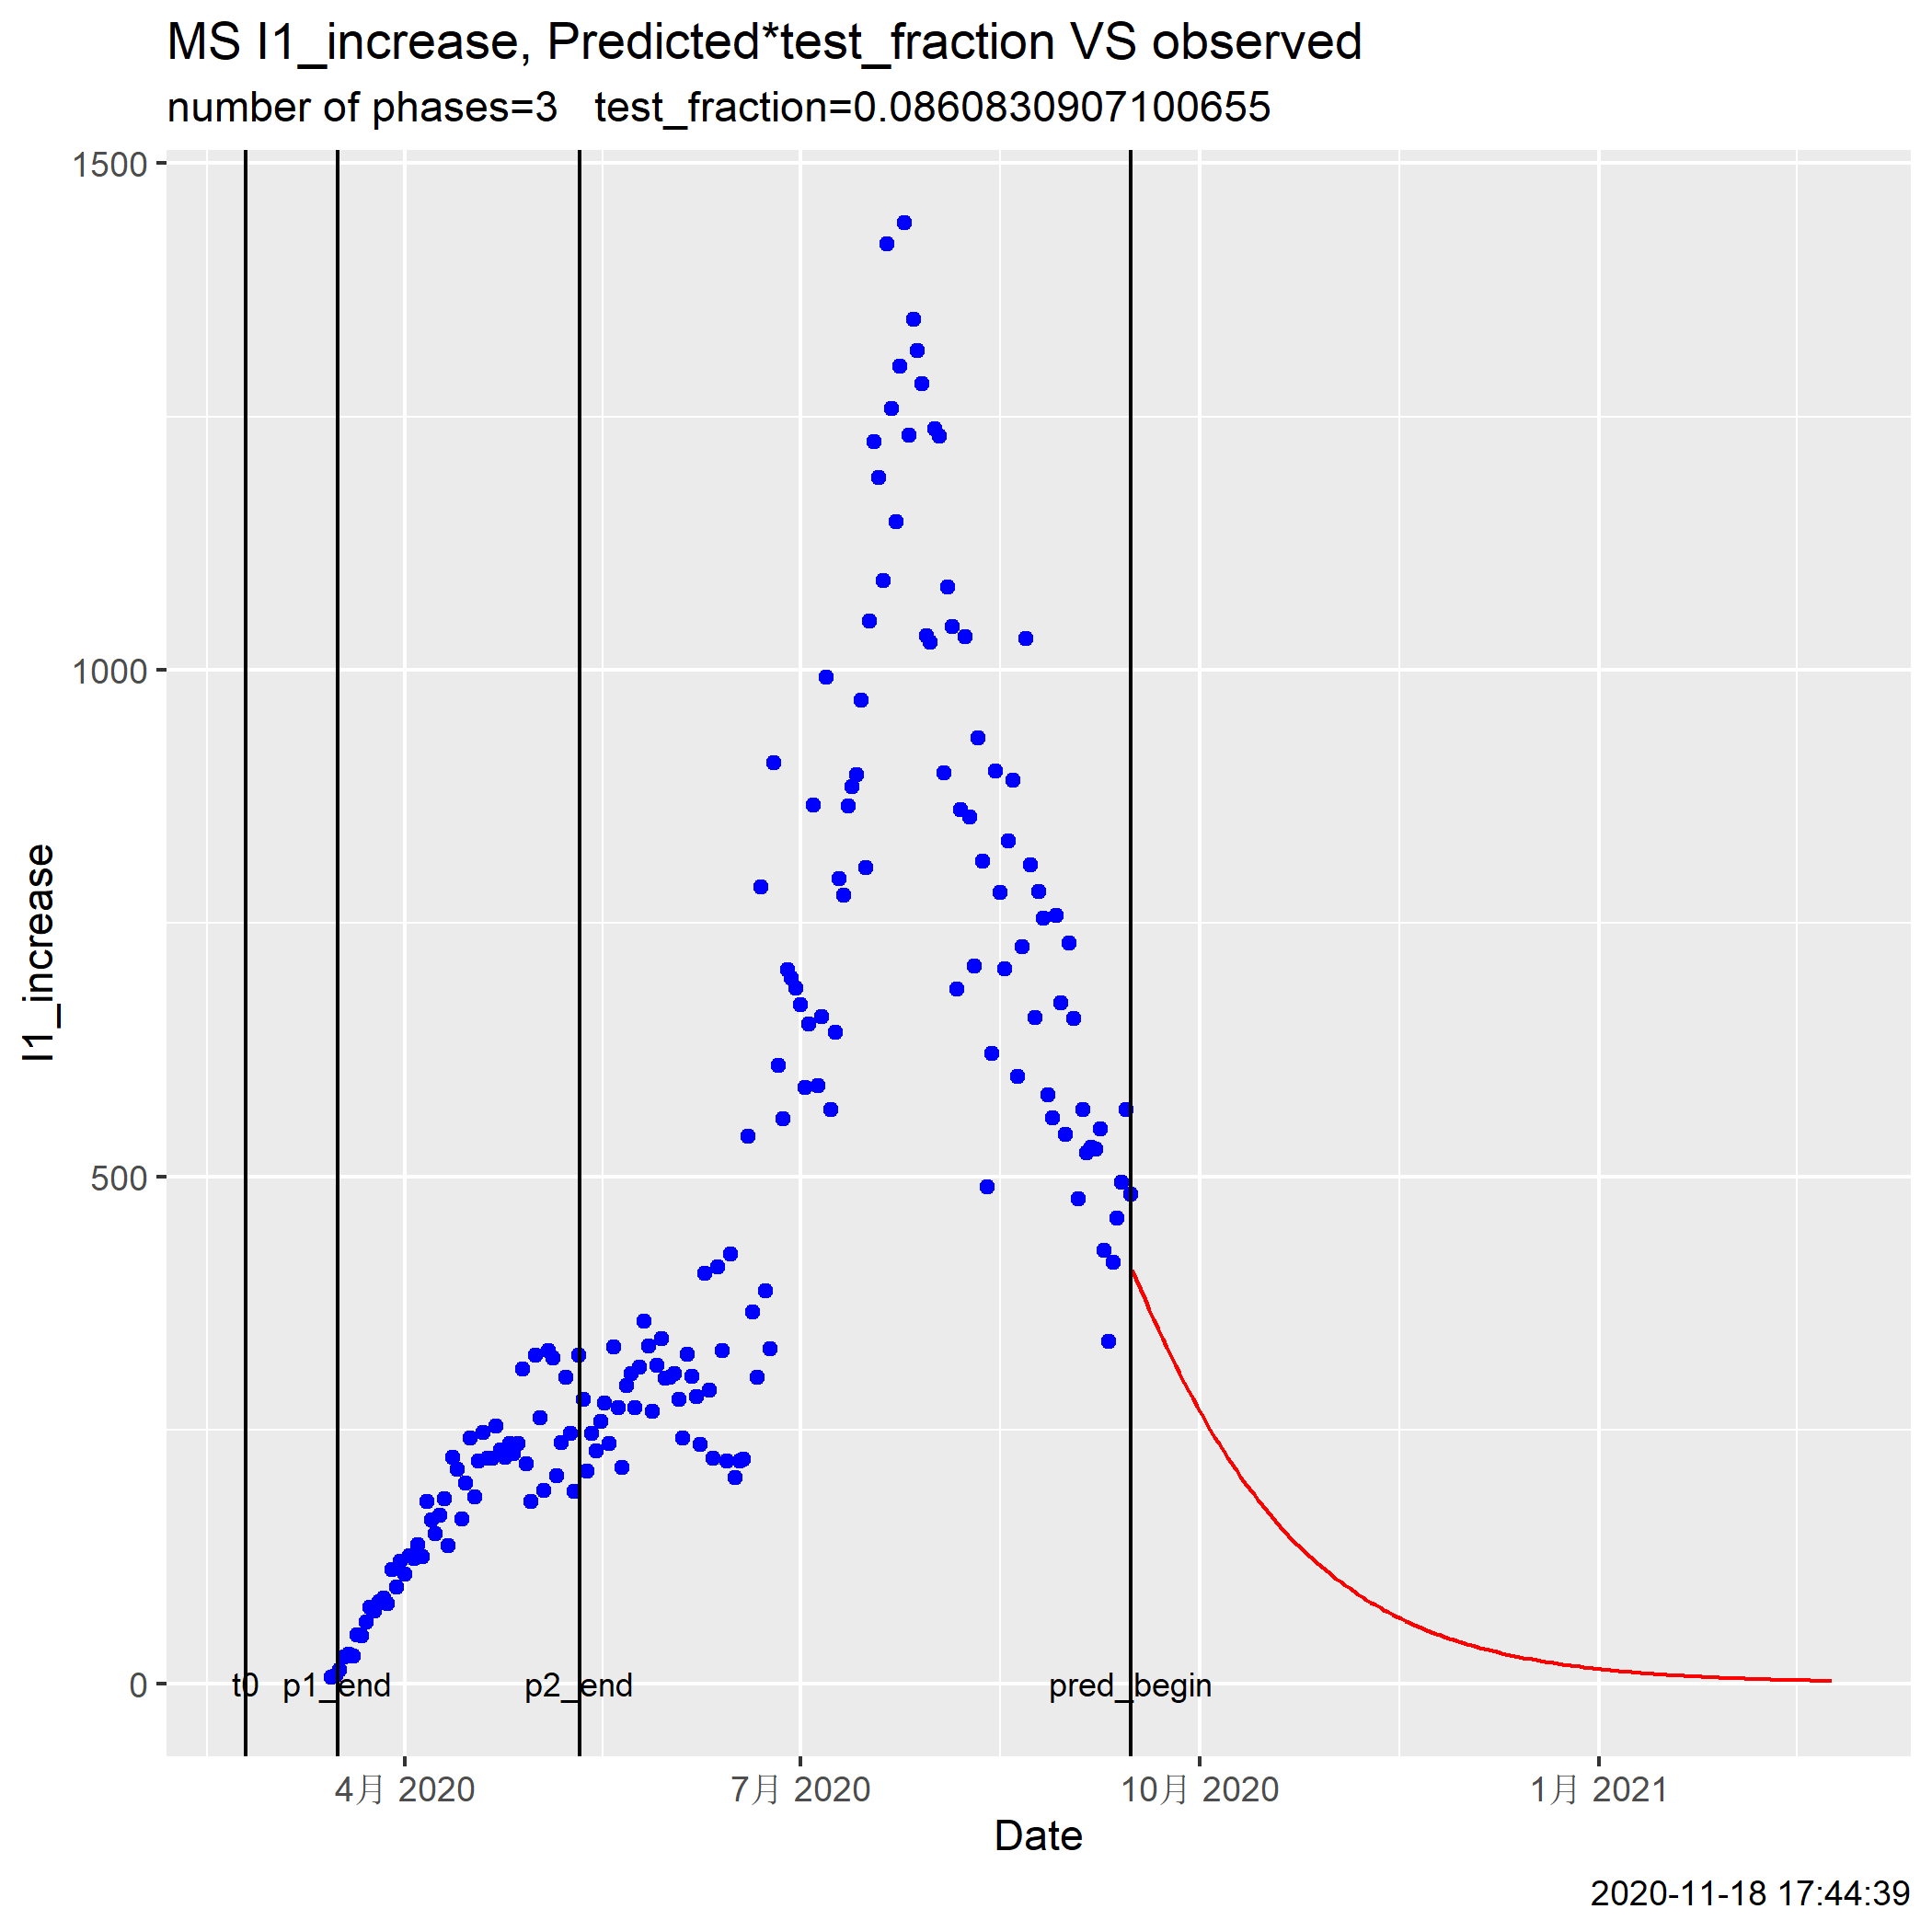 MS I1_increase, Predicted*test_fraction VS observed
number of phases=3   test_fraction=0.0860830907100655
1500
1000
500
0
I1_increase
t0 p1_end p2_end pred_begin
4月 2020 7月 2020 10月 2020 1月 2021
Date
2020-11-18 17:44:39